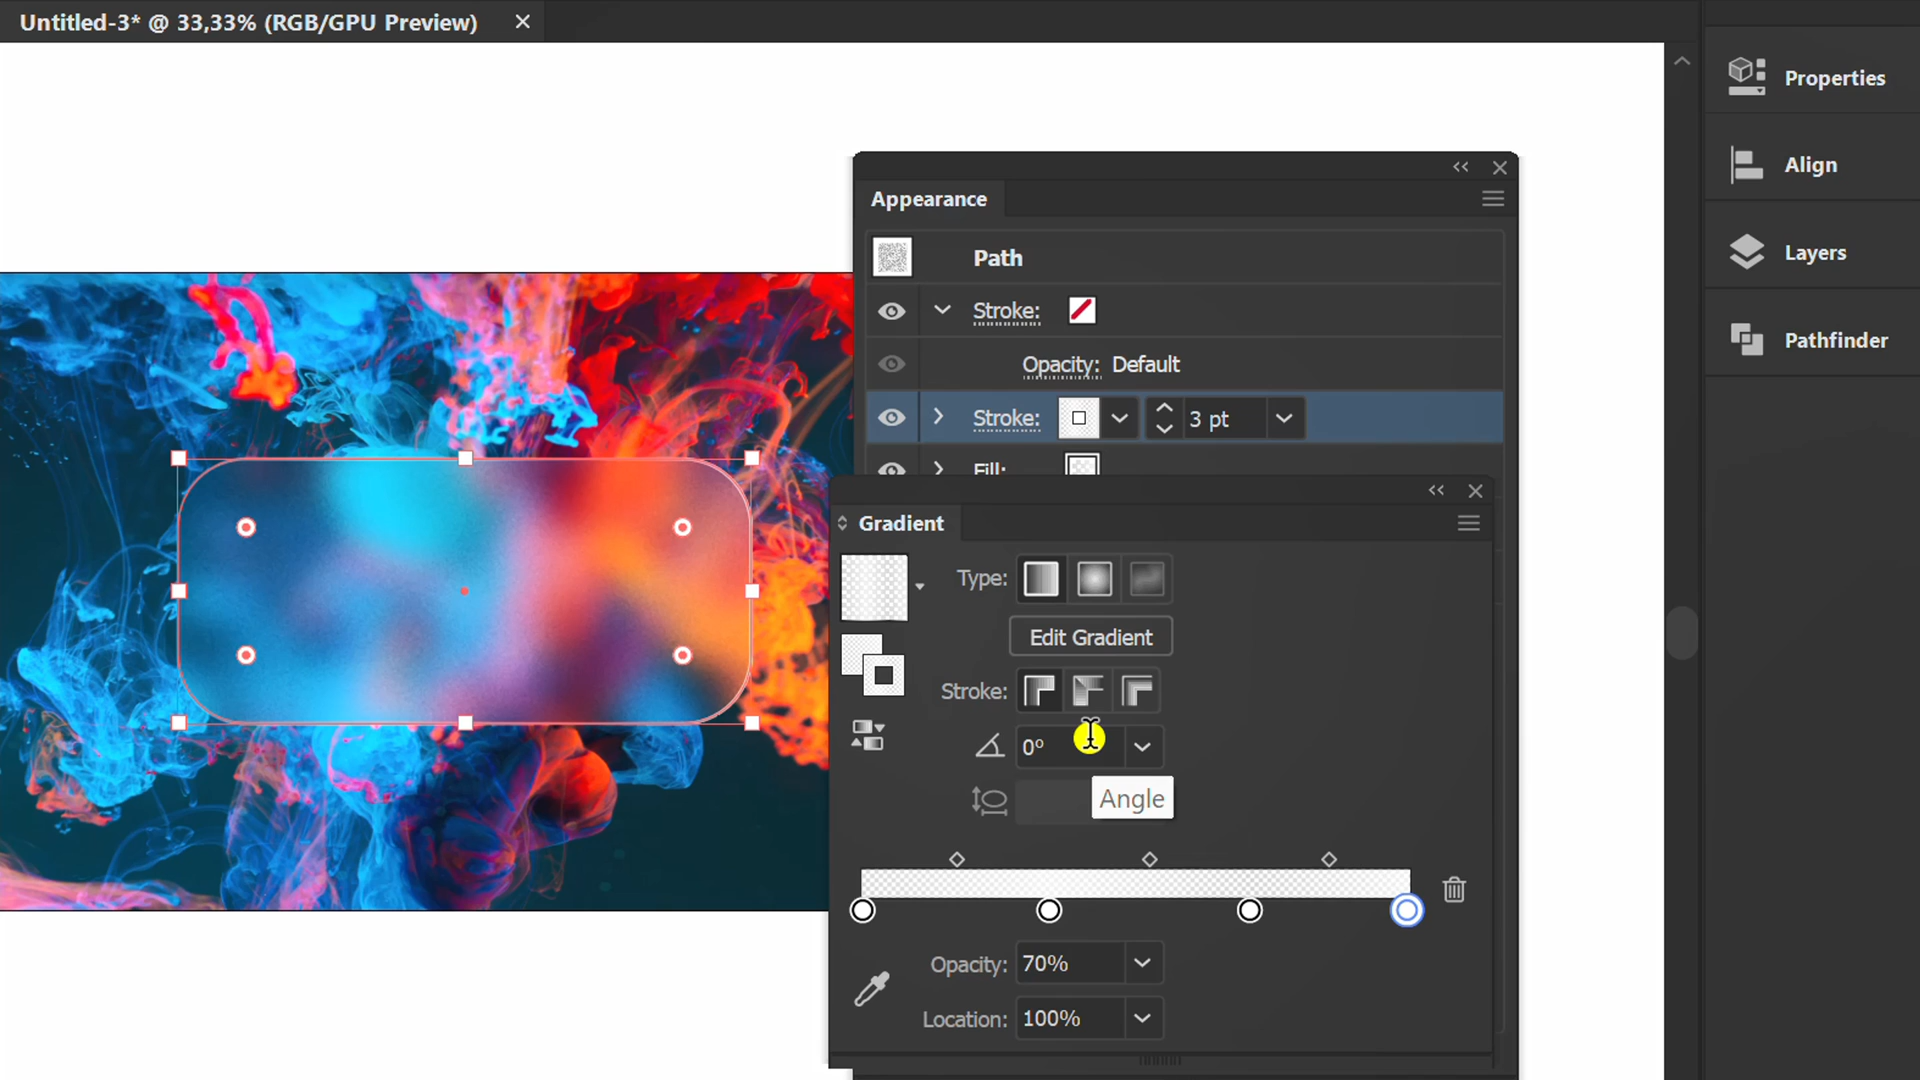 Untitled-3* @ 33,33% (RGB/GPU Preview)
Properties
Align
Layers
Pathfinder
Appearance
Path
Stroke:
Opacity: Default
Stroke: 3 pt
Fill:
Gradient
Type:
Edit Gradient
Stroke:
0°
Angle
Opacity: 70%
Location: 100%